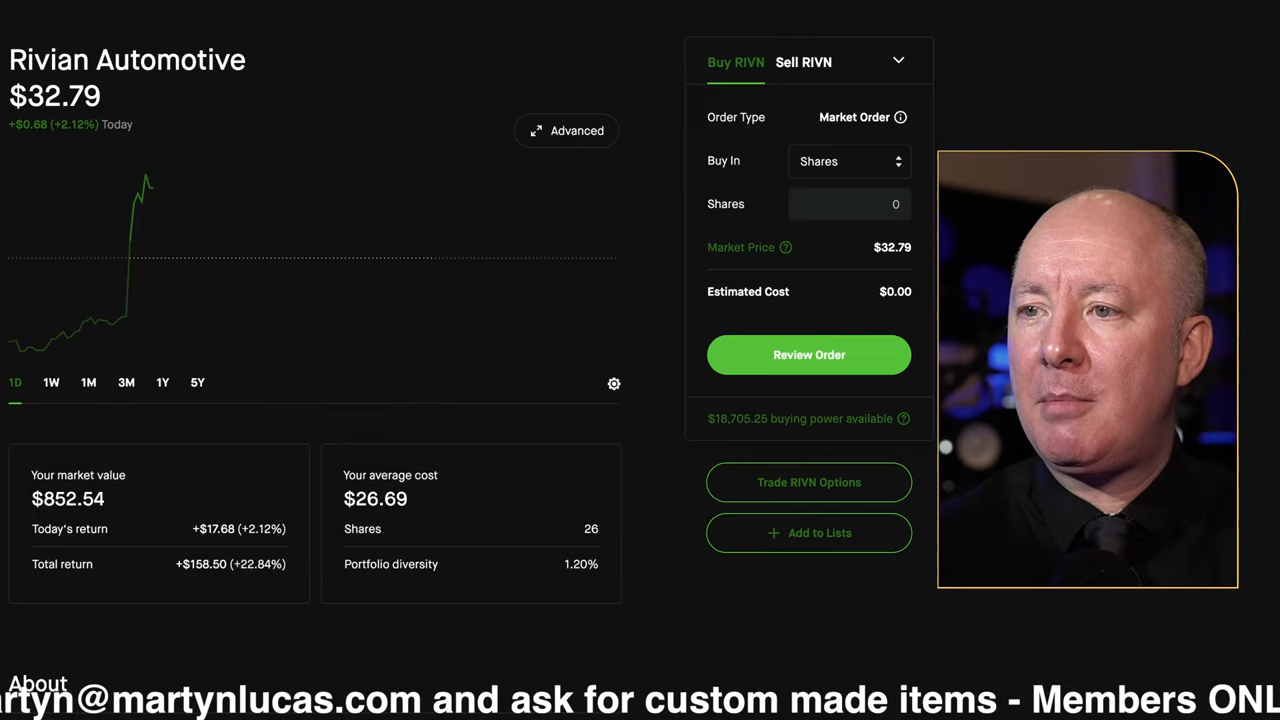 Rivian Automotive
$32.79
+$0.68 (+2.12%) Today
Advanced
1D 1W 1M 3M 1Y 5Y
Your market value
$852.54
Today's return +$17.68 (+2.12%)
Total return +$158.50 (+22.84%)
Your average cost
$26.69
Shares 26
Portfolio diversity 1.20%
Buy RIVN Sell RIVN
Order Type Market Order
Buy In Shares
Shares 0
Market Price $32.79
Estimated Cost $0.00
Review Order
$18,705.25 buying power available
Trade RIVN Options
+ Add to Lists
About
artyn@martynlucas.com and ask for custom made items - Members ONL